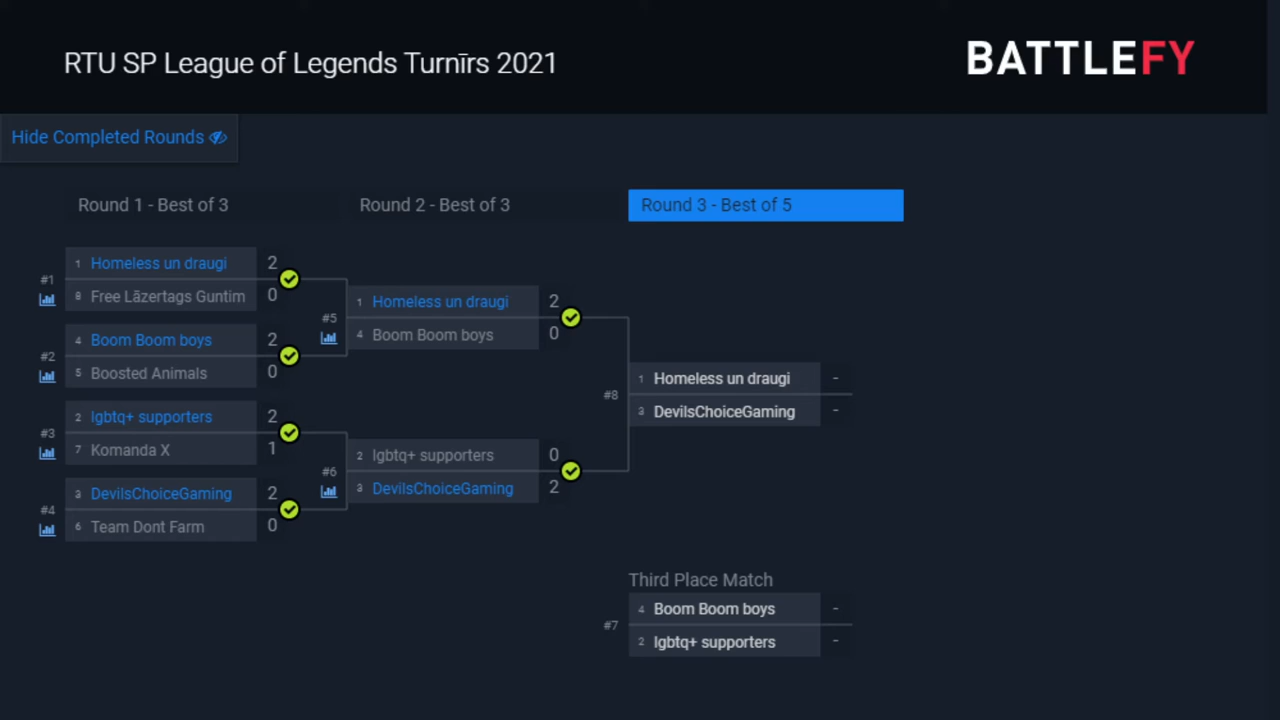 RTU SP League of Legends Turnīrs 2021
BATTLEFY
Hide Completed Rounds
Round 1 - Best of 3
Round 2 - Best of 3
Round 3 - Best of 5
#1
1 Homeless un draugi 2
8 Free Lāzertags Guntim 0
#2
4 Boom Boom boys 2
5 Boosted Animals 0
#3
2 lgbtq+ supporters 2
7 Komanda X 1
#4
3 DevilsChoiceGaming 2
6 Team Dont Farm 0
#5
1 Homeless un draugi 2
4 Boom Boom boys 0
#6
2 lgbtq+ supporters 0
3 DevilsChoiceGaming 2
#8
1 Homeless un draugi -
3 DevilsChoiceGaming -
Third Place Match
#7
4 Boom Boom boys -
2 lgbtq+ supporters -